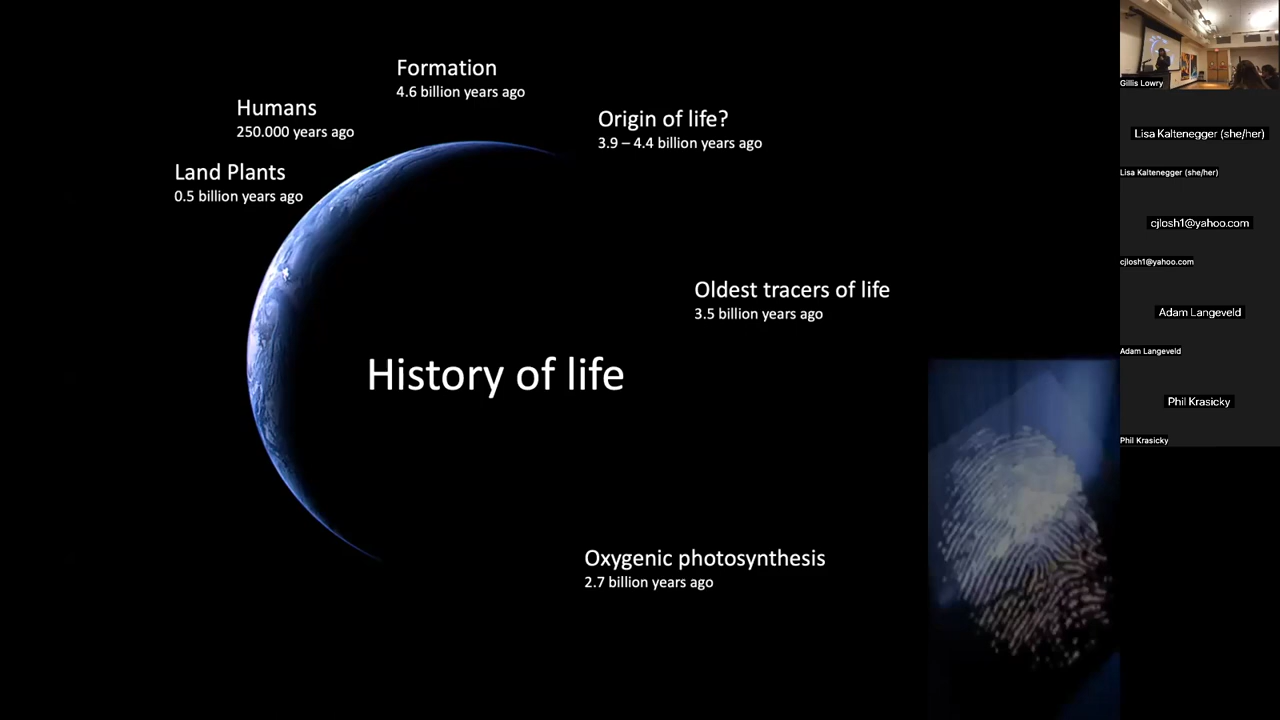 Formation
4.6 billion years ago
Humans
250.000 years ago
Origin of life?
3.9 – 4.4 billion years ago
Land Plants
0.5 billion years ago
Oldest tracers of life
3.5 billion years ago
History of life
Oxygenic photosynthesis
2.7 billion years ago
Gillis Lowry
Lisa Kaltenegger (she/her)
Lisa Kaltenegger (she/her)
cjlosh1@yahoo.com
cjlosh1@yahoo.com
Adam Langeveld
Adam Langeveld
Phil Krasicky
Phil Krasicky